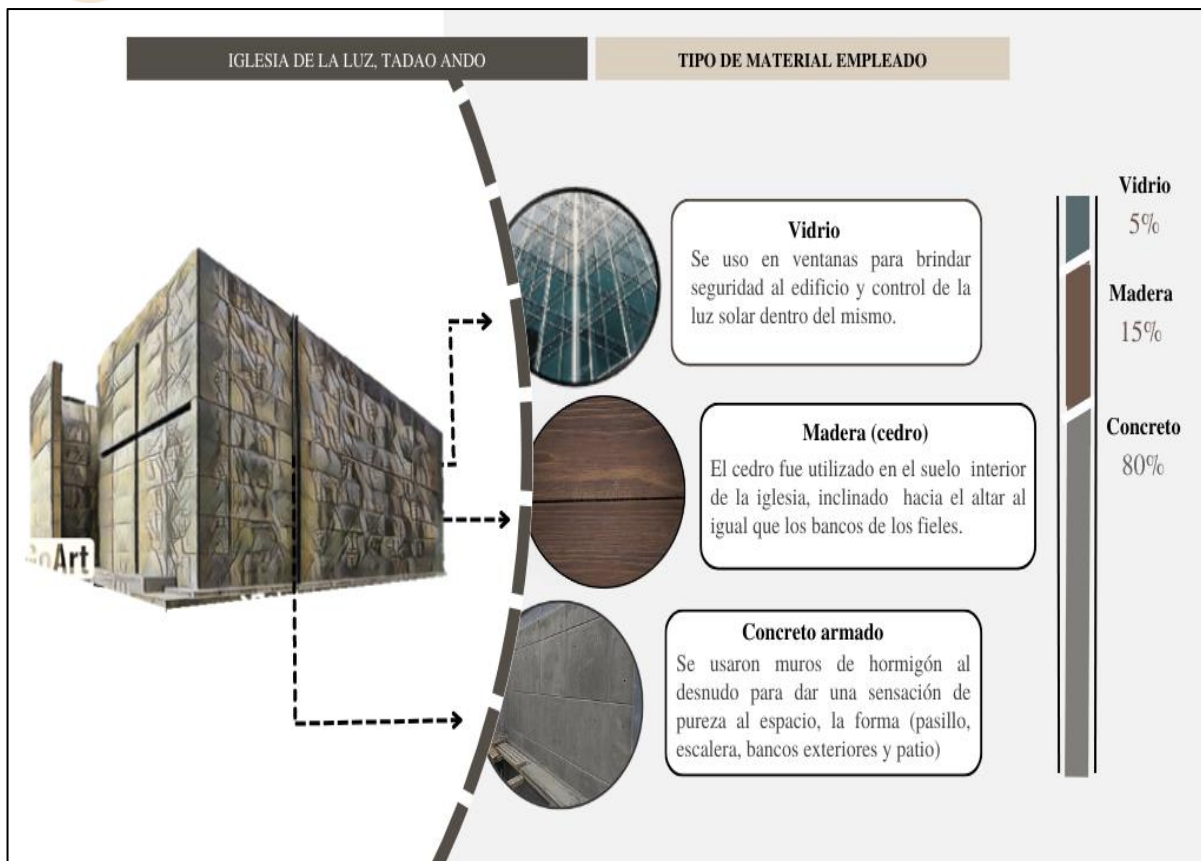 IGLESIA DE LA LUZ, TADAO ANDO
TIPO DE MATERIAL EMPLEADO
Vidrio
Se uso en ventanas para brindar
seguridad al edificio y control de la
luz solar dentro del mismo.
Madera (cedro)
El cedro fue utilizado en el suelo interior
de la iglesia, inclinado hacia el altar al
igual que los bancos de los fieles.
Concreto armado
Se usaron muros de hormigón al
desnudo para dar una sensación de
pureza al espacio, la forma (pasillo,
escalera, bancos exteriores y patio)
Vidrio
5%
Madera
15%
Concreto
80%
GoArt